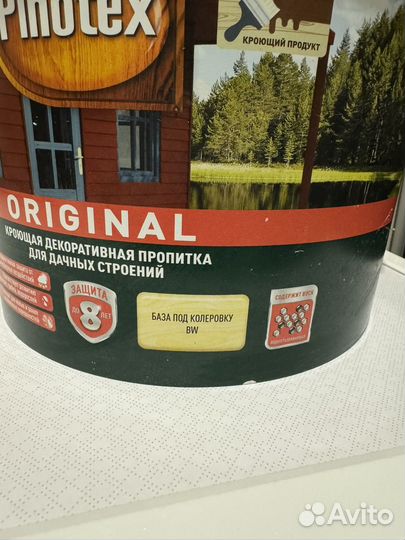 Pinotex
КРОЮЩИЙ ПРОДУКТ
ORIGINAL
КРОЮЩАЯ ДЕКОРАТИВНАЯ ПРОПИТКА
ДЛЯ ДАЧНЫХ СТРОЕНИЙ
ЗАЩИТА
ДО 8 ЛЕТ
БАЗА ПОД КОЛЕРОВКУ
BW
СОДЕРЖИТ ВОСК
Avito